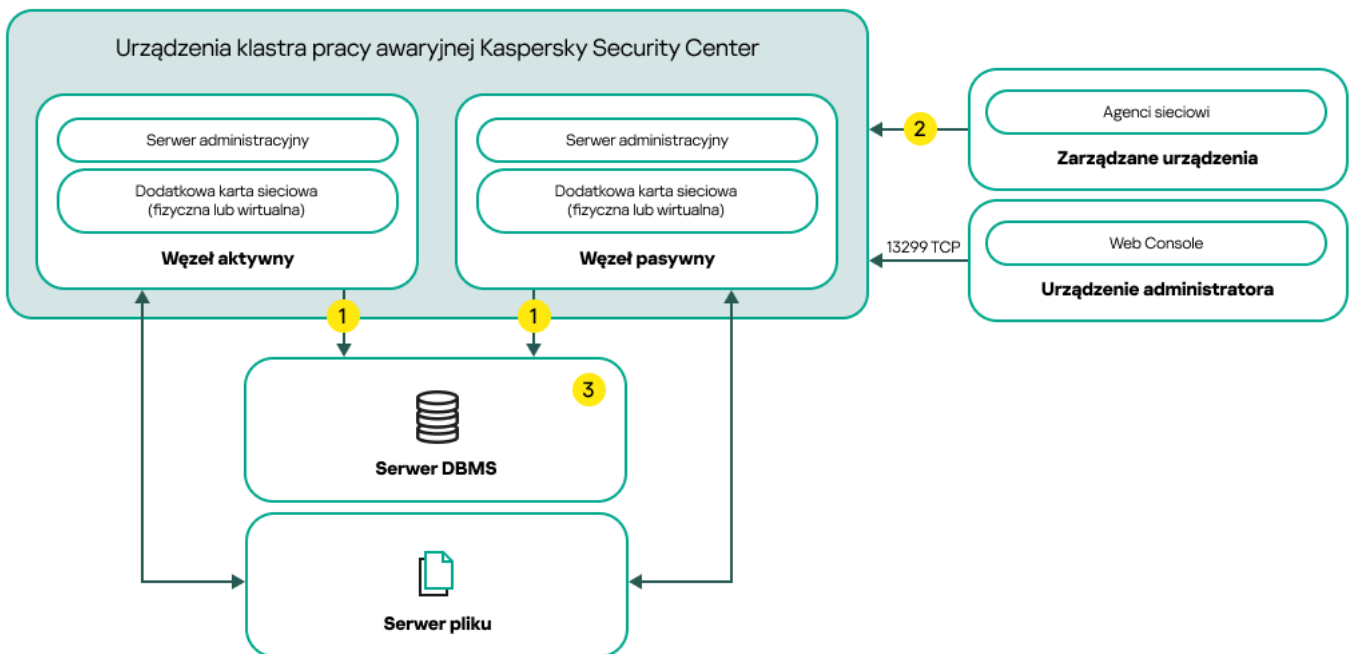 Urządzenia klastra pracy awaryjnej Kaspersky Security Center
Serwer administracyjny
Dodatkowa karta sieciowa
(fizyczna lub wirtualna)
Węzeł aktywny
Serwer administracyjny
Dodatkowa karta sieciowa
(fizyczna lub wirtualna)
Węzeł pasywny
2
Agenci sieciowi
Zarządzane urządzenia
13299 TCP
Web Console
Urządzenie administratora
1
1
3
Serwer DBMS
Serwer pliku